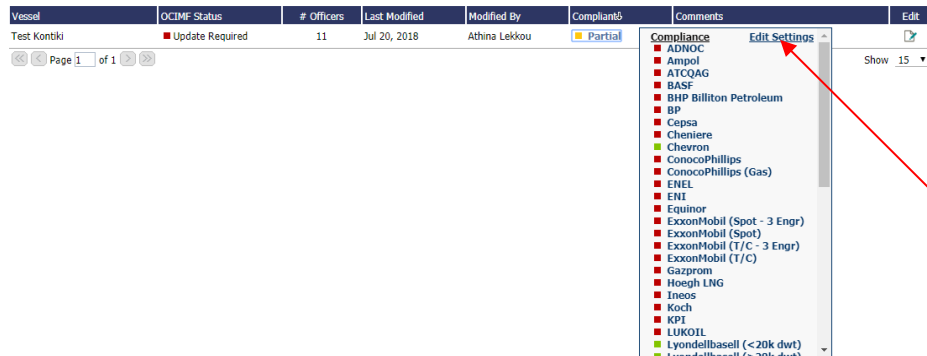 Vessel OCIMF Status # Officers Last Modified Modified By Compliant Comments Edit
Test Kontiki Update Required 11 Jul 20, 2018 Athina Lekkou Partial
Page 1 of 1 Show 15
Compliance Edit Settings
ADNOC
Ampol
ATCQAG
BASF
BHP Billiton Petroleum
BP
Cepsa
Cheniere
Chevron
ConocoPhillips
ConocoPhillips (Gas)
ENEL
ENI
Equinor
ExxonMobil (Spot - 3 Engr)
ExxonMobil (Spot)
ExxonMobil (T/C - 3 Engr)
ExxonMobil (T/C)
Gazprom
Hoegh LNG
Ineos
Koch
KPI
LUKOIL
Lyondellbasell (<20k dwt)